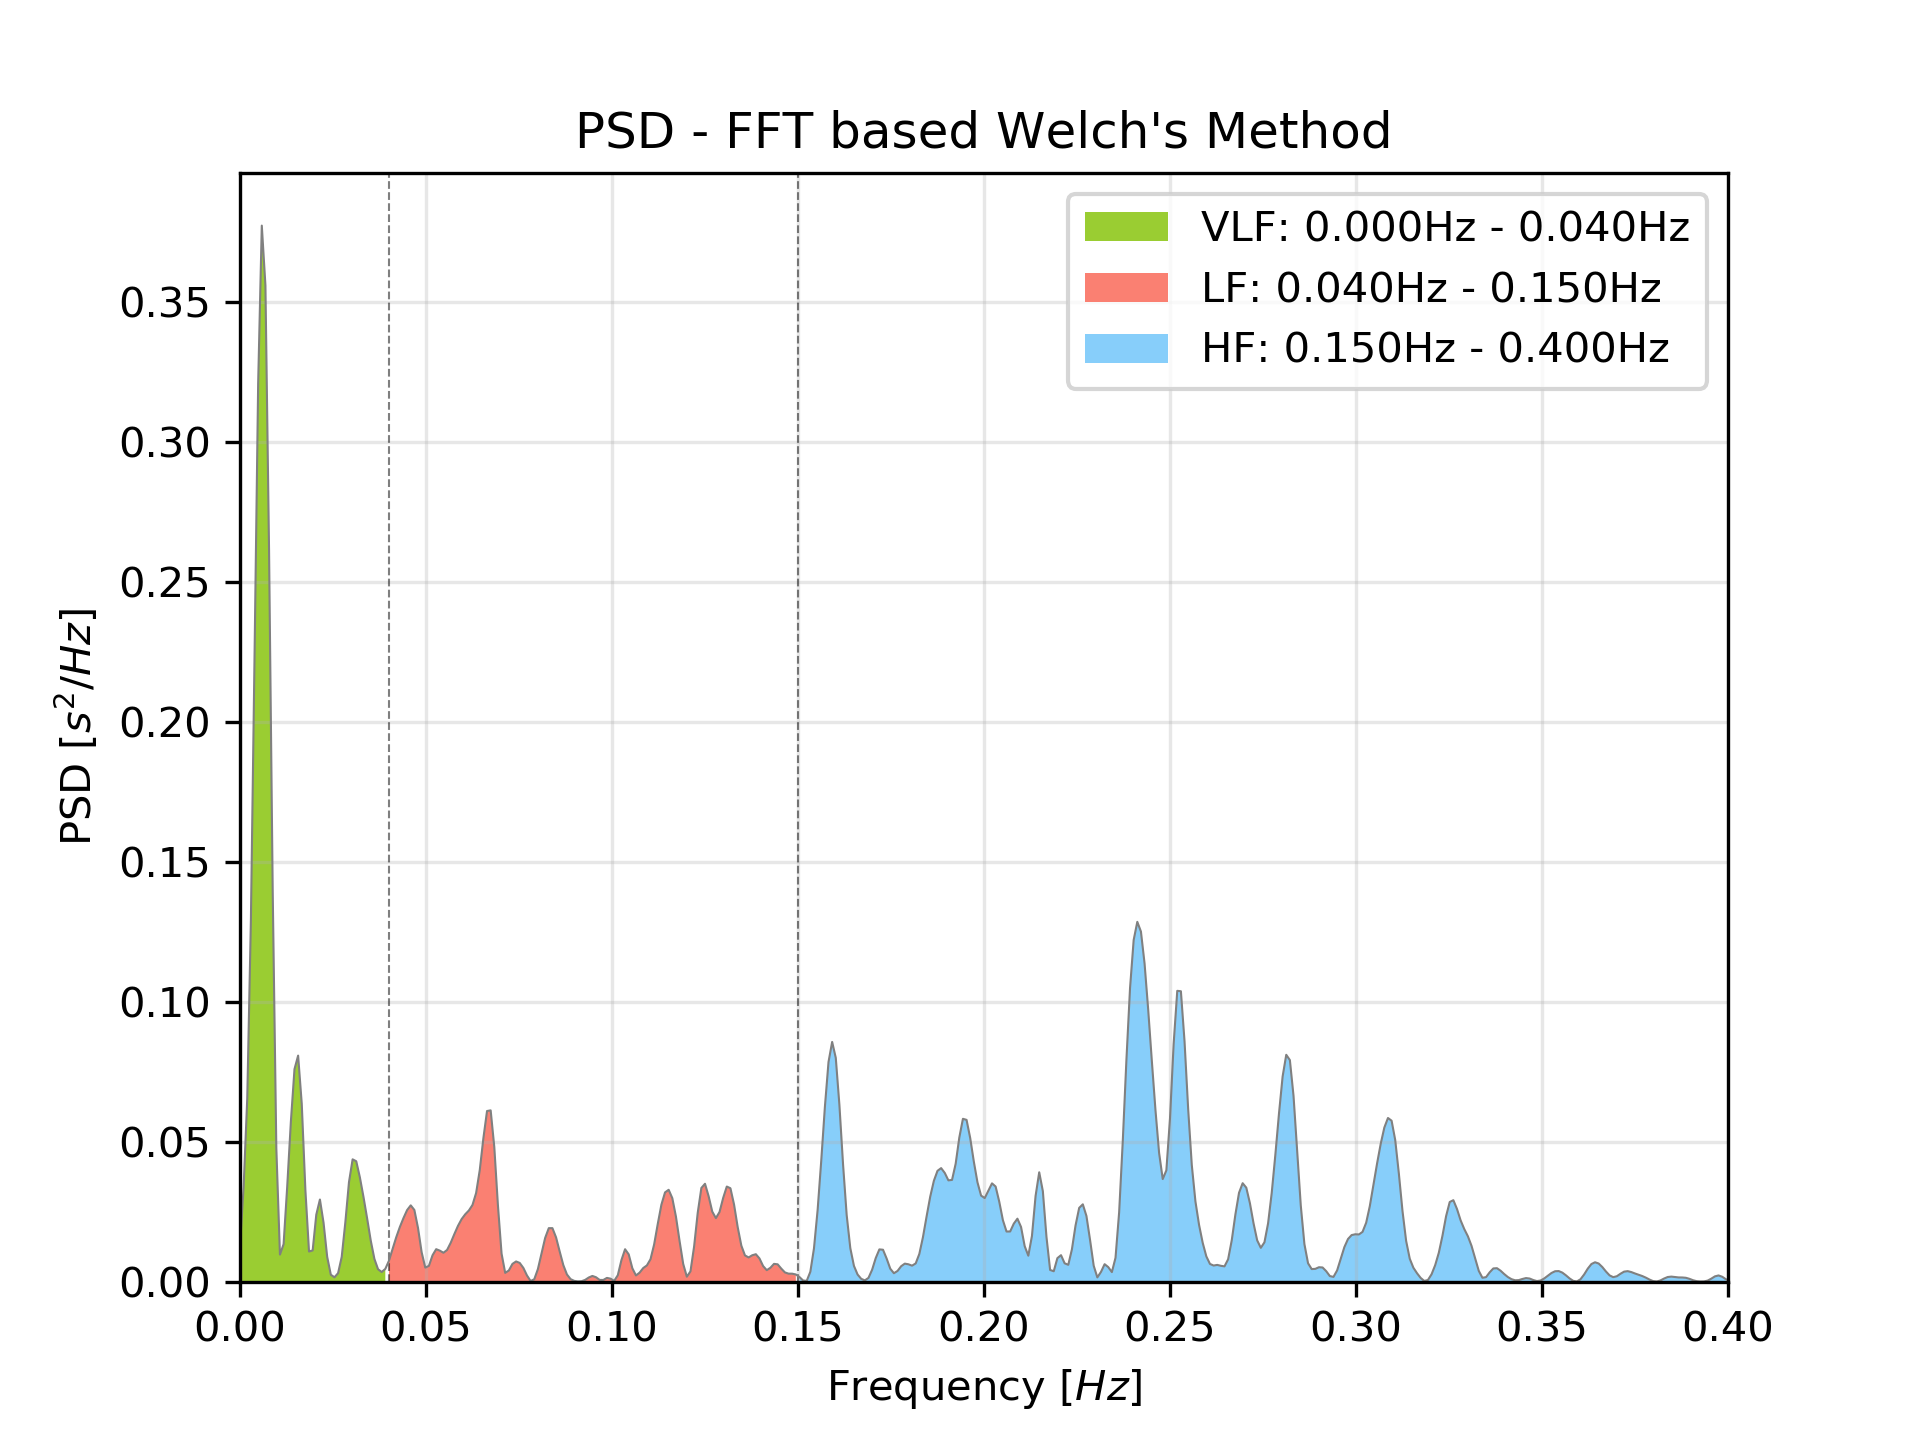 PSD - FFT based Welch's Method
VLF: 0.000Hz - 0.040Hz
LF: 0.040Hz - 0.150Hz
HF: 0.150Hz - 0.400Hz
PSD [s²/Hz]
0.35
0.30
0.25
0.20
0.15
0.10
0.05
0.00
0.00 0.05 0.10 0.15 0.20 0.25 0.30 0.35 0.40
Frequency [Hz]